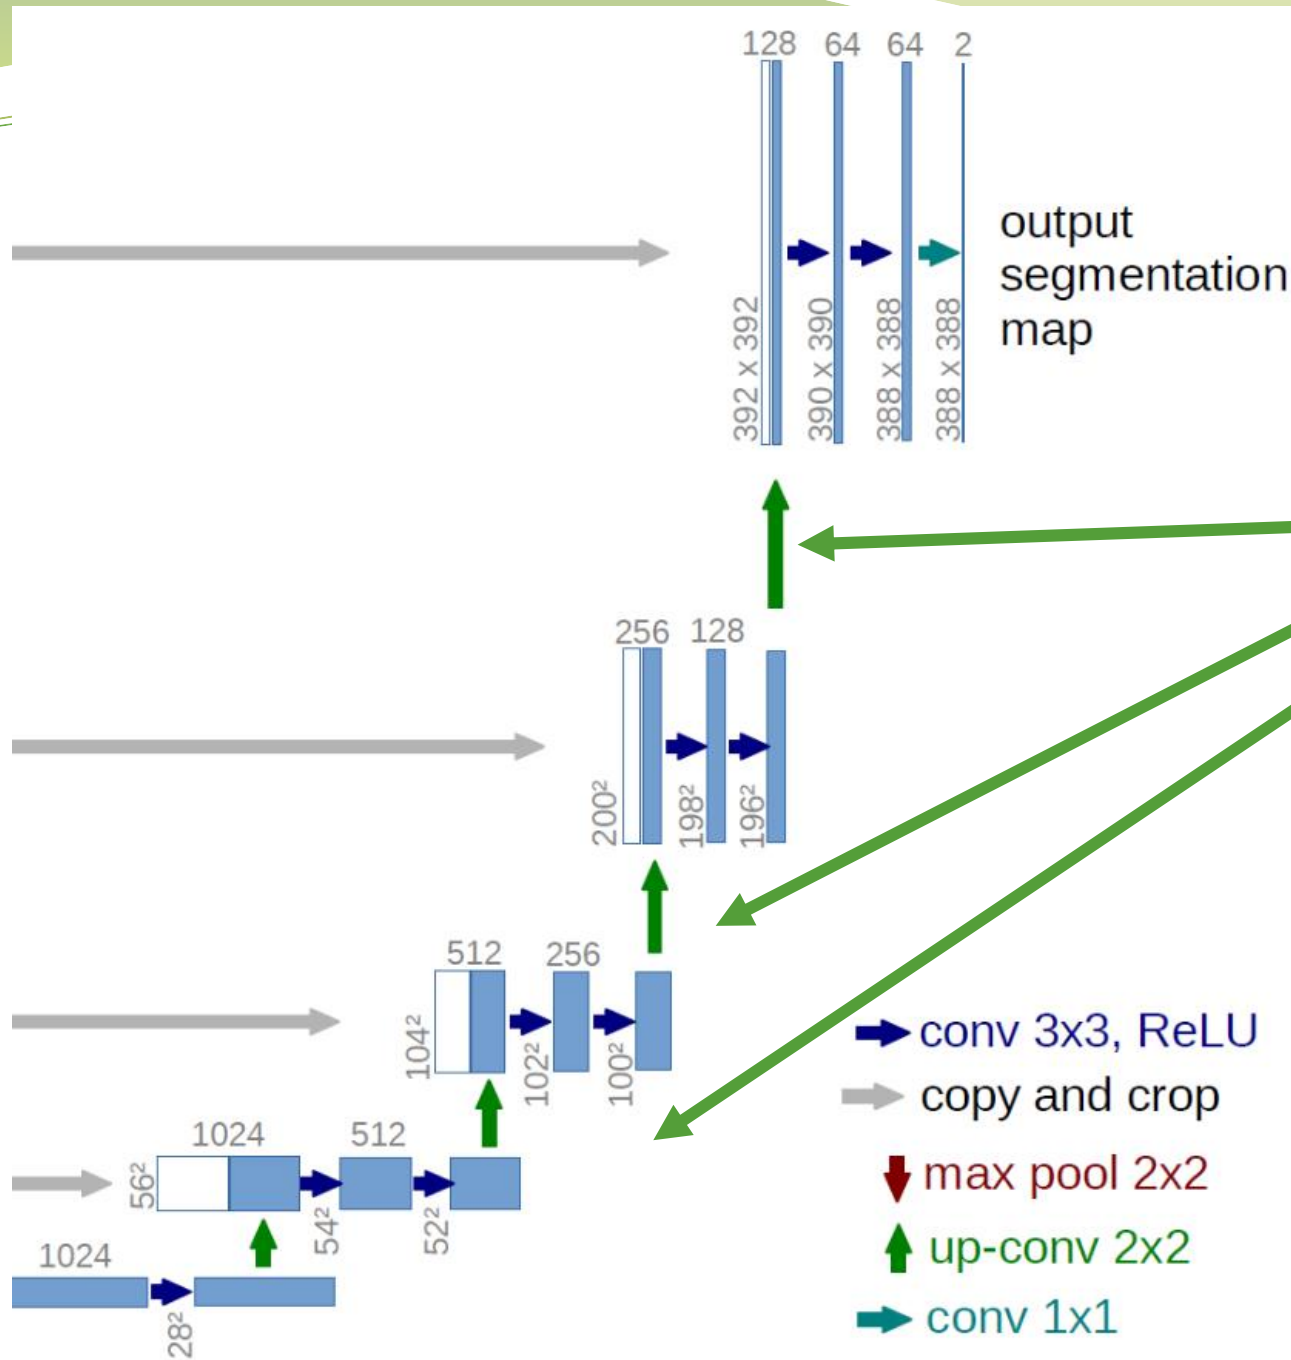 128 64 64 2
392 x 392
390 x 390
388 x 388
388 x 388
output
segmentation
map
256 128
200²
198²
196²
512 256
104²
102²
100²
1024 512
56²
54²
52²
1024
28²
conv 3x3, ReLU
copy and crop
max pool 2x2
up-conv 2x2
conv 1x1